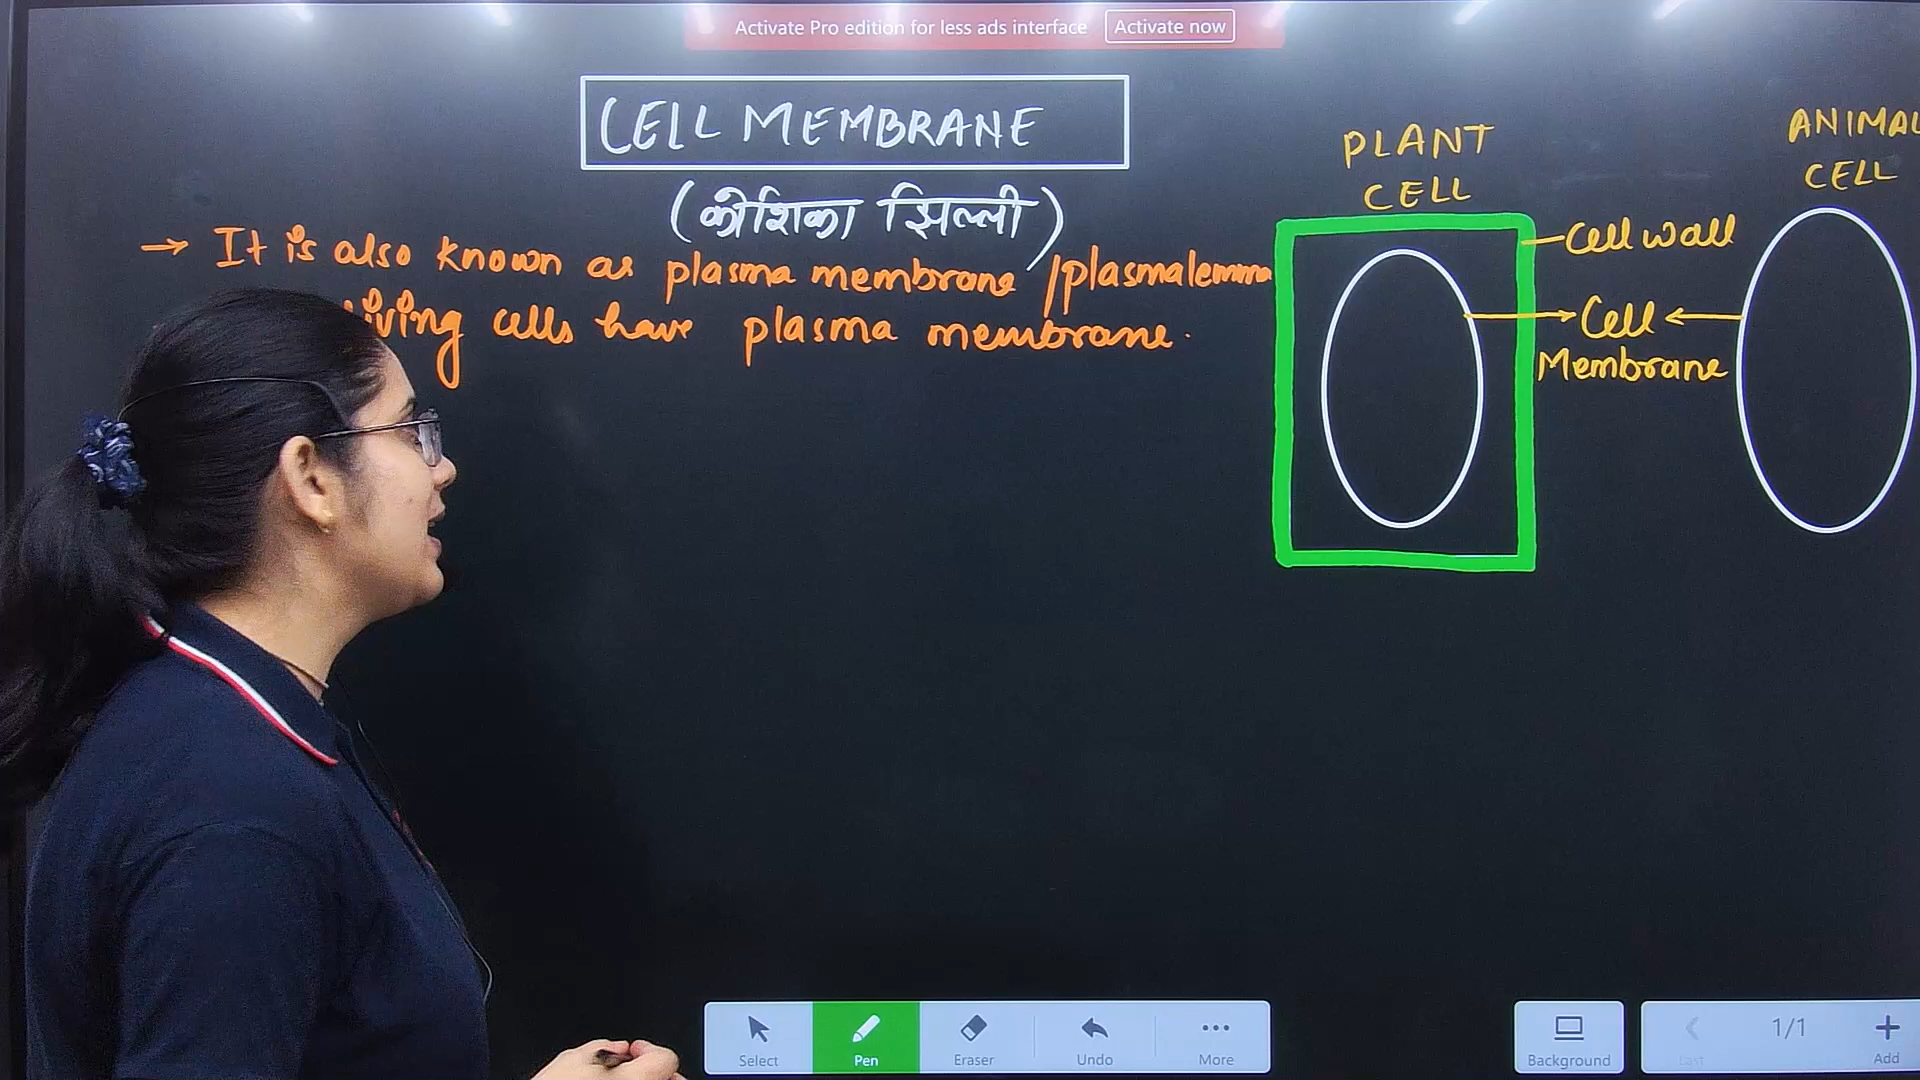 Activate Pro edition for less ads interface Activate now
CELL MEMBRANE
(कोशिका झिल्ली)
→ It is also known as plasma membrane/plasmalemma
living cells have plasma membrane.
PLANT
CELL
Cell wall
Cell
Membrane
ANIMAL
CELL
Select Pen Eraser Undo More
Background
Last 1/1 Add